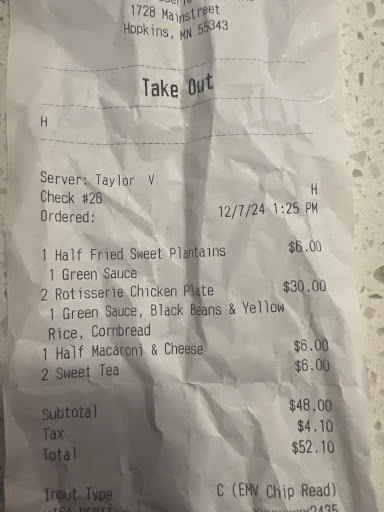 1728 Mainstreet
Hopkins, MN 55343
Take Out
H
Server: Taylor V
Check #26 H
Ordered: 12/7/24 1:25 PM
1 Half Fried Sweet Plantains $6.00
1 Green Sauce
2 Rotisserie Chicken Plate $30.00
1 Green Sauce, Black Beans & Yellow
Rice, Cornbread
1 Half Macaroni & Cheese $6.00
2 Sweet Tea $6.00
Subtotal $48.00
Tax $4.10
Total $52.10
Input Type C (EMV Chip Read)